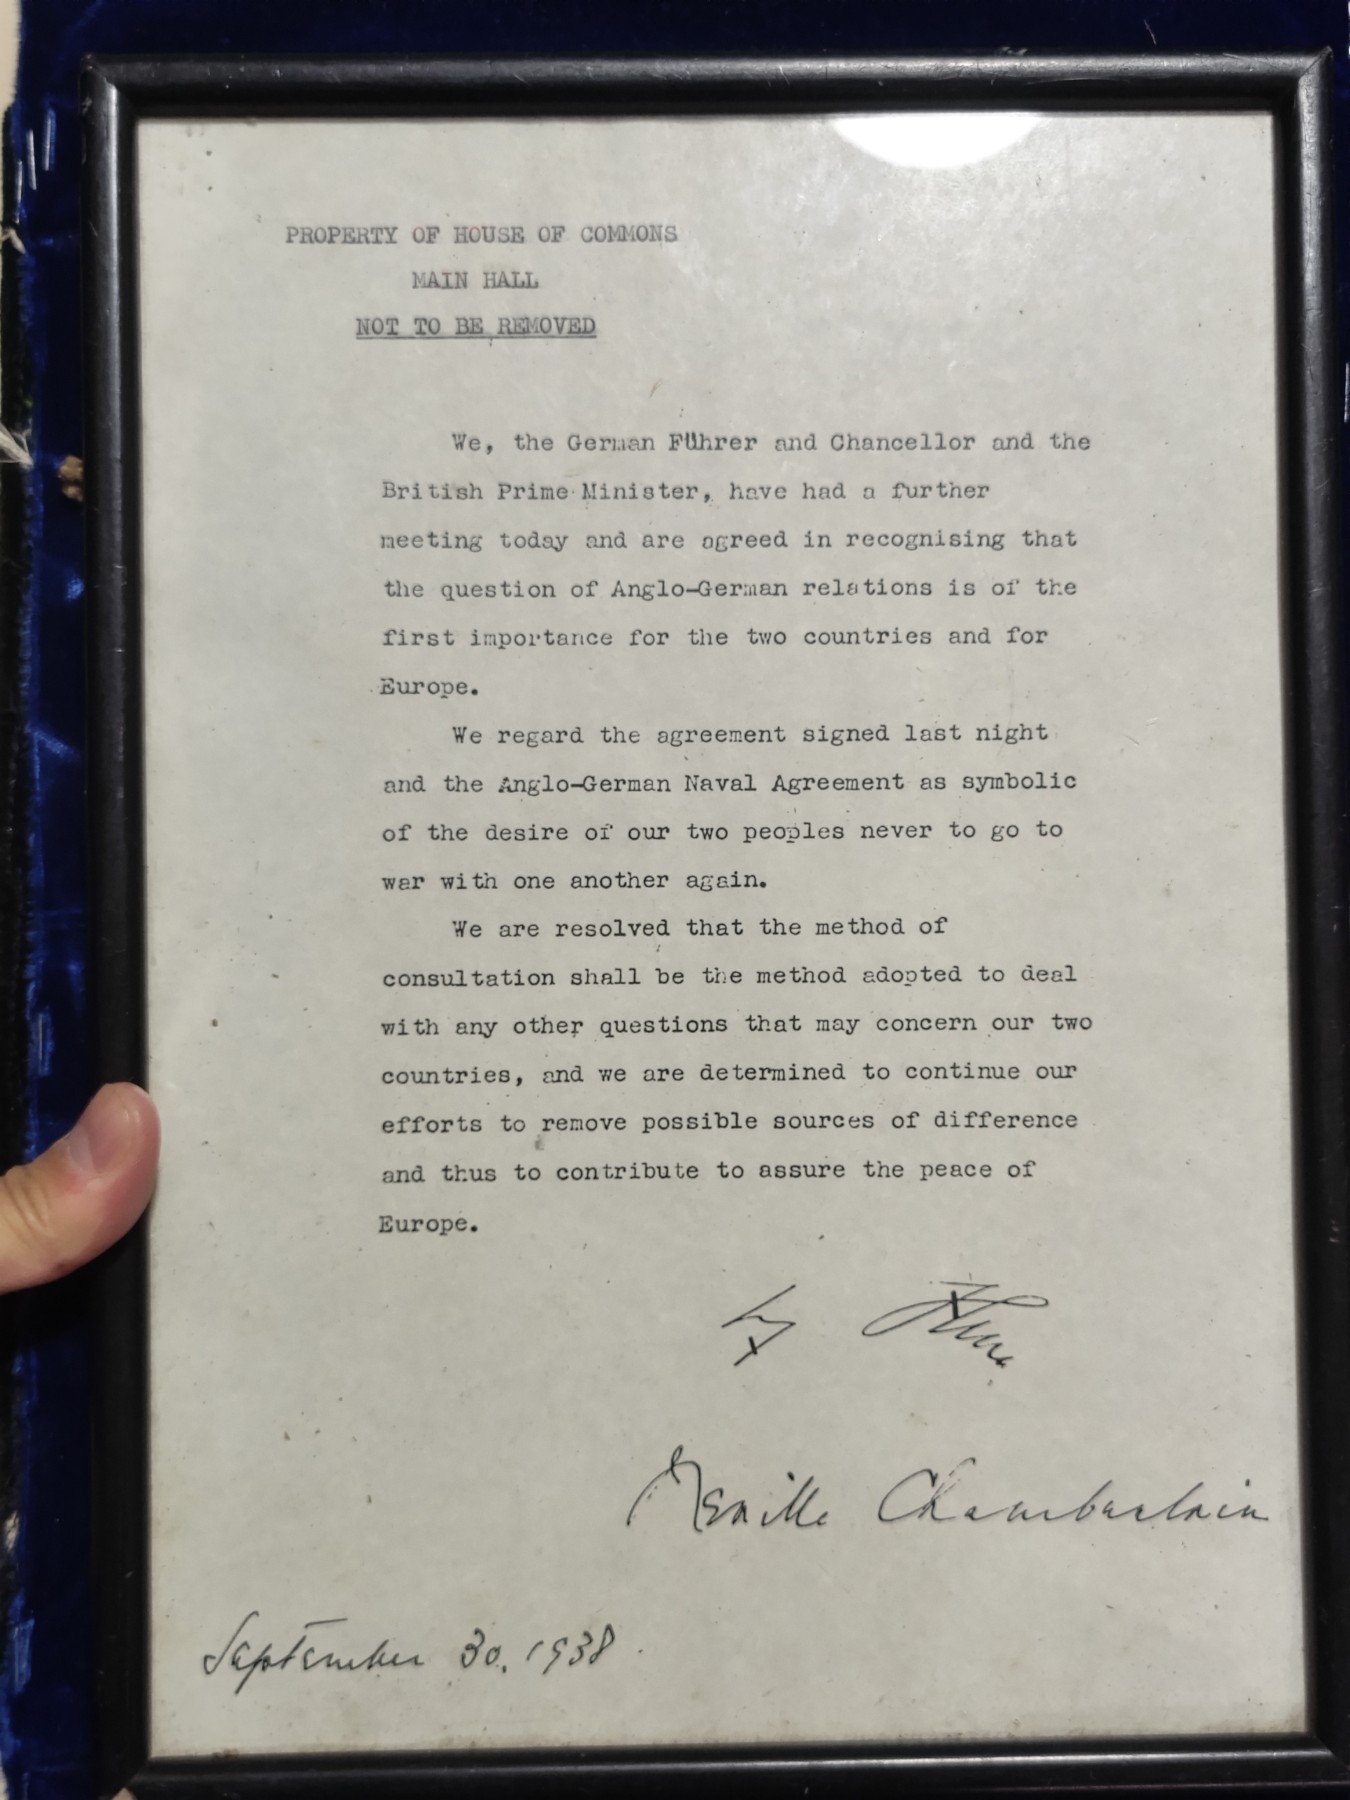 PROPERTY OF HOUSE OF COMMONS
MAIN HALL
NOT TO BE REMOVED
We, the German Führer and Chancellor and the
British Prime Minister, have had a further
meeting today and are agreed in recognising that
the question of Anglo-German relations is of the
first importance for the two countries and for
Europe.
We regard the agreement signed last night
and the Anglo-German Naval Agreement as symbolic
of the desire of our two peoples never to go to
war with one another again.
We are resolved that the method of
consultation shall be the method adopted to deal
with any other questions that may concern our two
countries, and we are determined to continue our
efforts to remove possible sources of difference
and thus to contribute to assure the peace of
Europe.
Neville Chamberlain
September 30, 1938.